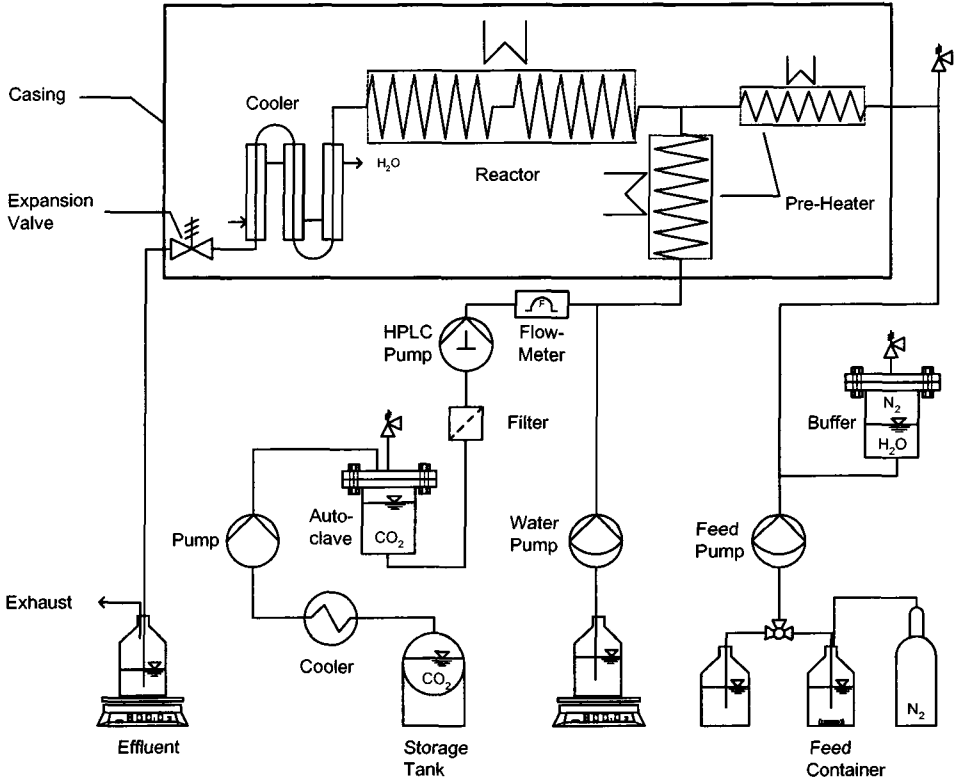 Casing
Cooler
H₂O
Reactor
Pre-Heater
Expansion
Valve
HPLC
Pump
F
Flow-
Meter
Filter
N₂
Buffer
H₂O
Auto-
clave
CO₂
Pump
Water
Pump
Feed
Pump
Exhaust
Cooler
CO₂
N₂
Effluent
Storage
Tank
Feed
Container